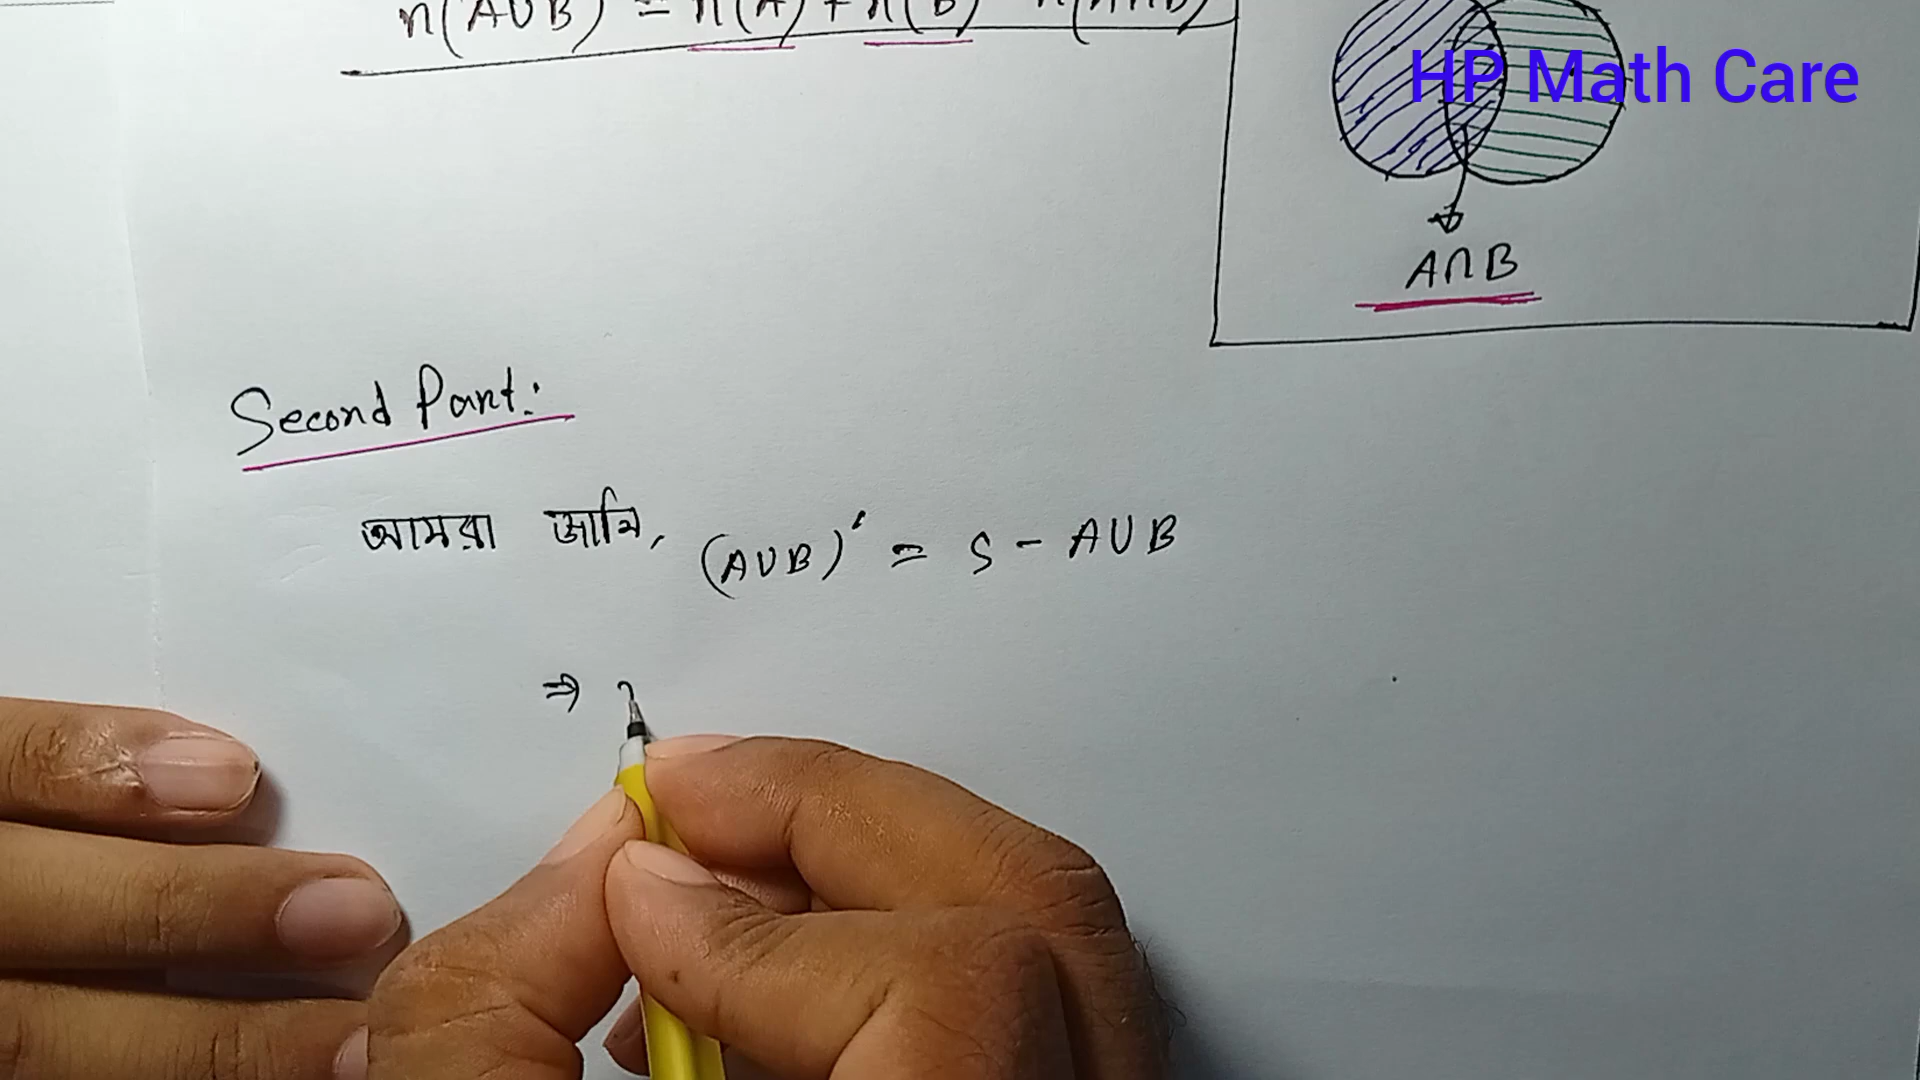 n(A∪B) = n(A) + n(B) - n(A∩B)
HP Math Care
A∩B
Second Part:
আমরা জানি, (A∪B)' = S - A∪B
⇒